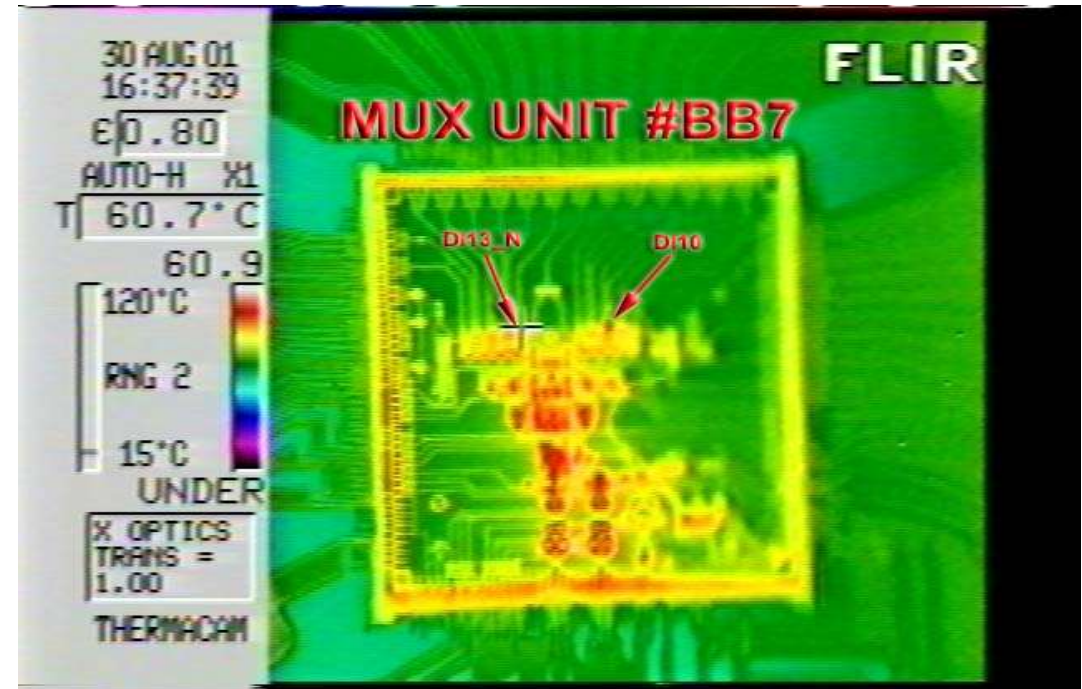 30 AUG 01
16:37:39
ε 0.80
AUTO-H X1
T 60.7°C
60.9
120°C
RNG 2
15°C
UNDER
X OPTICS
TRANS =
1.00
THERMACAM
FLIR
MUX UNIT #BB7
DI13_N
DI10